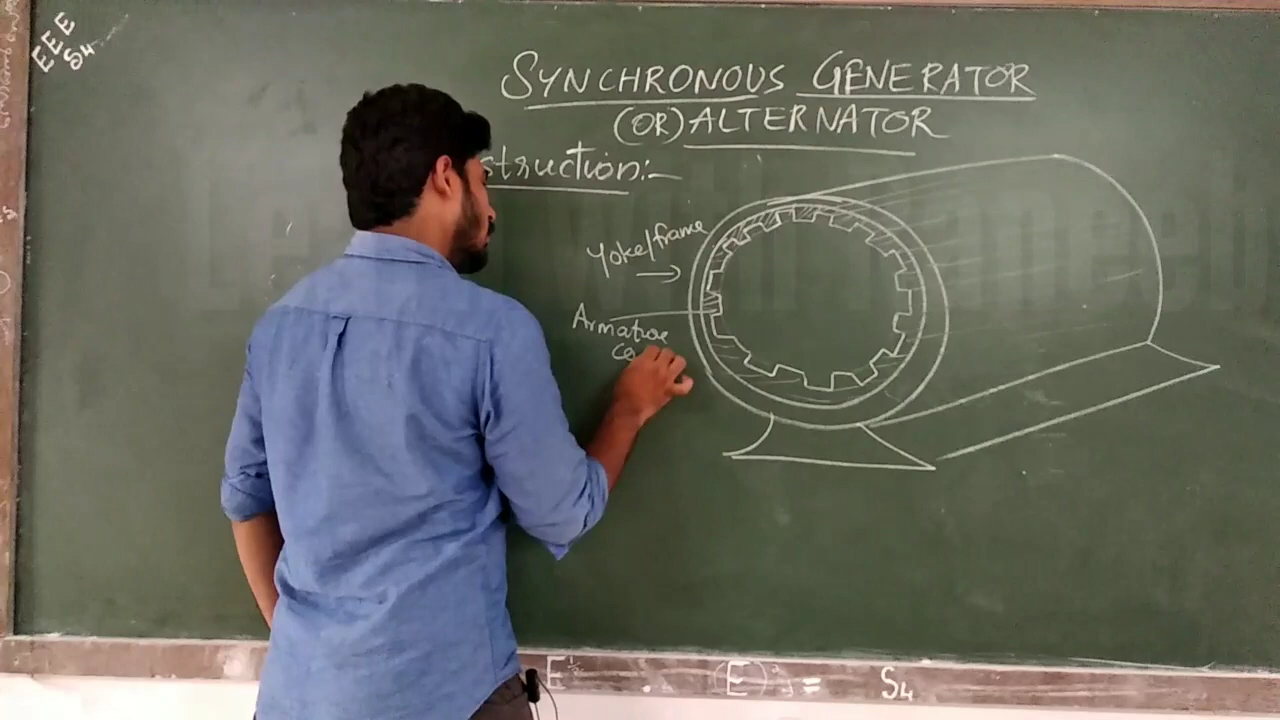 EEE
S4
SYNCHRONOUS GENERATOR
(OR) ALTERNATOR
struction:-
Yoke/frame
Armature
Co
E
(E) = S4